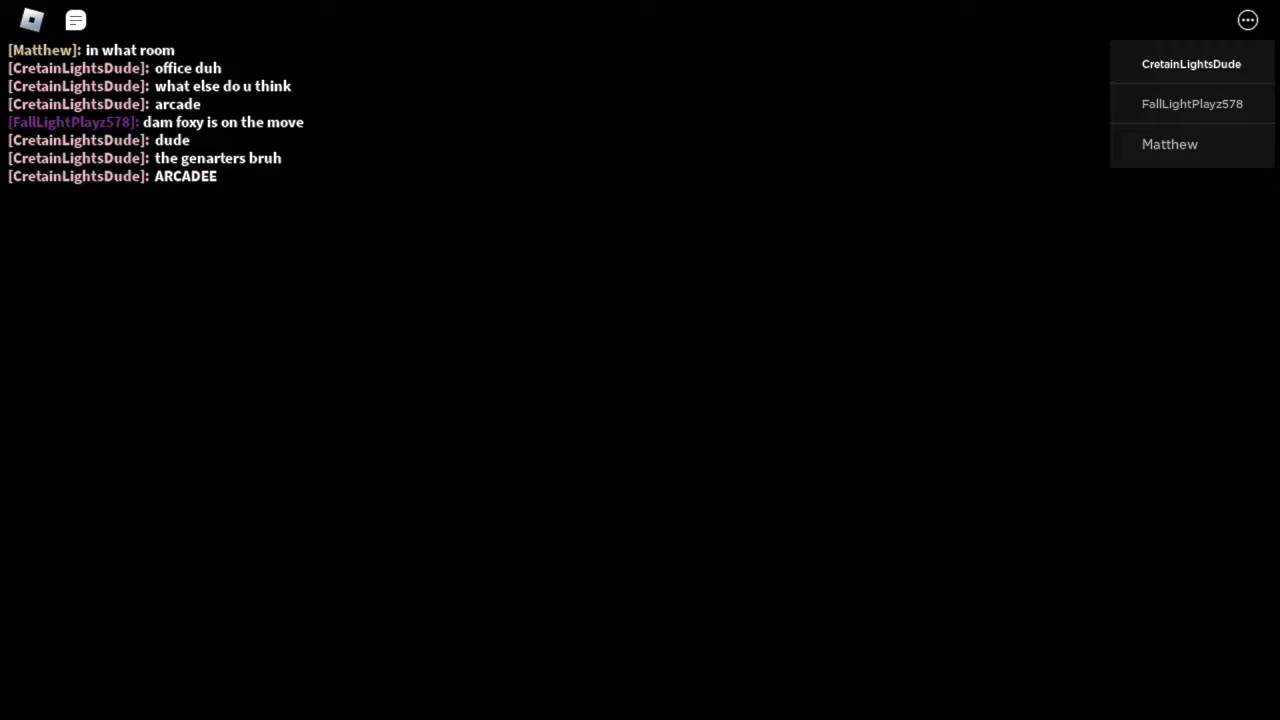 [Matthew]: in what room
[CretainLightsDude]: office duh
[CretainLightsDude]: what else do u think
[CretainLightsDude]: arcade
[FallLightPlayz578]: dam foxy is on the move
[CretainLightsDude]: dude
[CretainLightsDude]: the genarters bruh
[CretainLightsDude]: ARCADEE
CretainLightsDude
FallLightPlayz578
Matthew